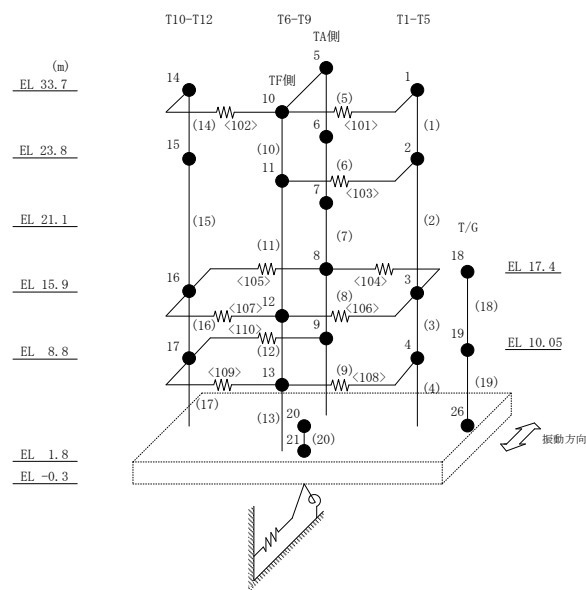 T10-T12 T6-T9 T1-T5
TA側
(m) 5
EL 33.7 14 TF側 1
10 (5)
(14) <102> <101> (1)
6
15 (10) 2
EL 23.8
11 (6)
<103>
7
EL 21.1 (15) (7) (2) T/G
(11) 8 18
<105> <104> EL 17.4
EL 15.9 16 3
<107> 12 (8) <106> (18)
(16) <110> 9 (3)
(12) 19
EL 8.8 17 4 EL 10.05
<109> 13 (9) <108>
(4) (19)
(17) (13) 20 26
21 (20) 振動方向
EL 1.8
EL -0.3